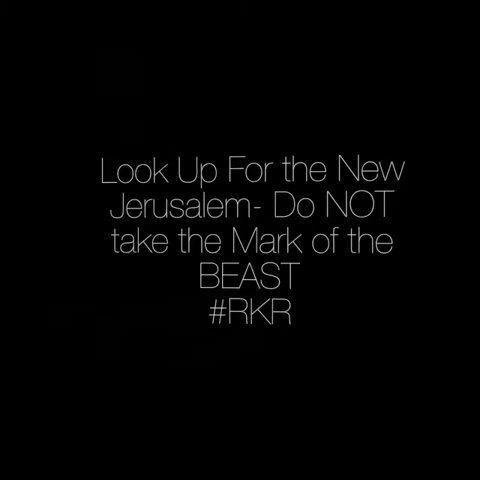 Look Up For the New
Jerusalem- Do NOT
take the Mark of the
BEAST
#RKR